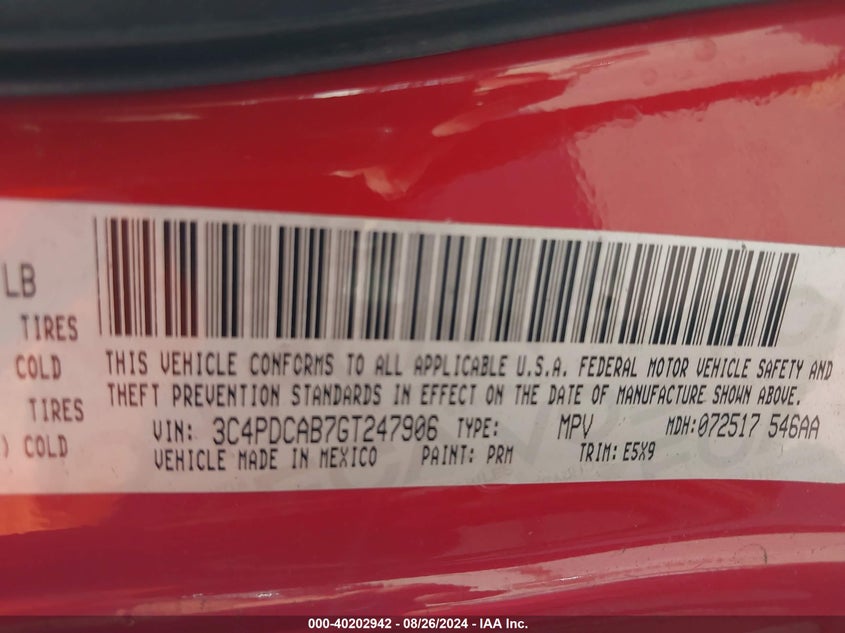 LB
TIRES
COLD
TIRES
) COLD
THIS VEHICLE CONFORMS TO ALL APPLICABLE U.S.A. FEDERAL MOTOR VEHICLE SAFETY AND
THEFT PREVENTION STANDARDS IN EFFECT ON THE DATE OF MANUFACTURE SHOWN ABOVE.
VIN: 3C4PDCAB7GT247906 TYPE: MPV MDH:072517 546AA
VEHICLE MADE IN MEXICO PAINT: PRM TRIM: E5X9
000-40202942 - 08/26/2024 - IAA Inc.